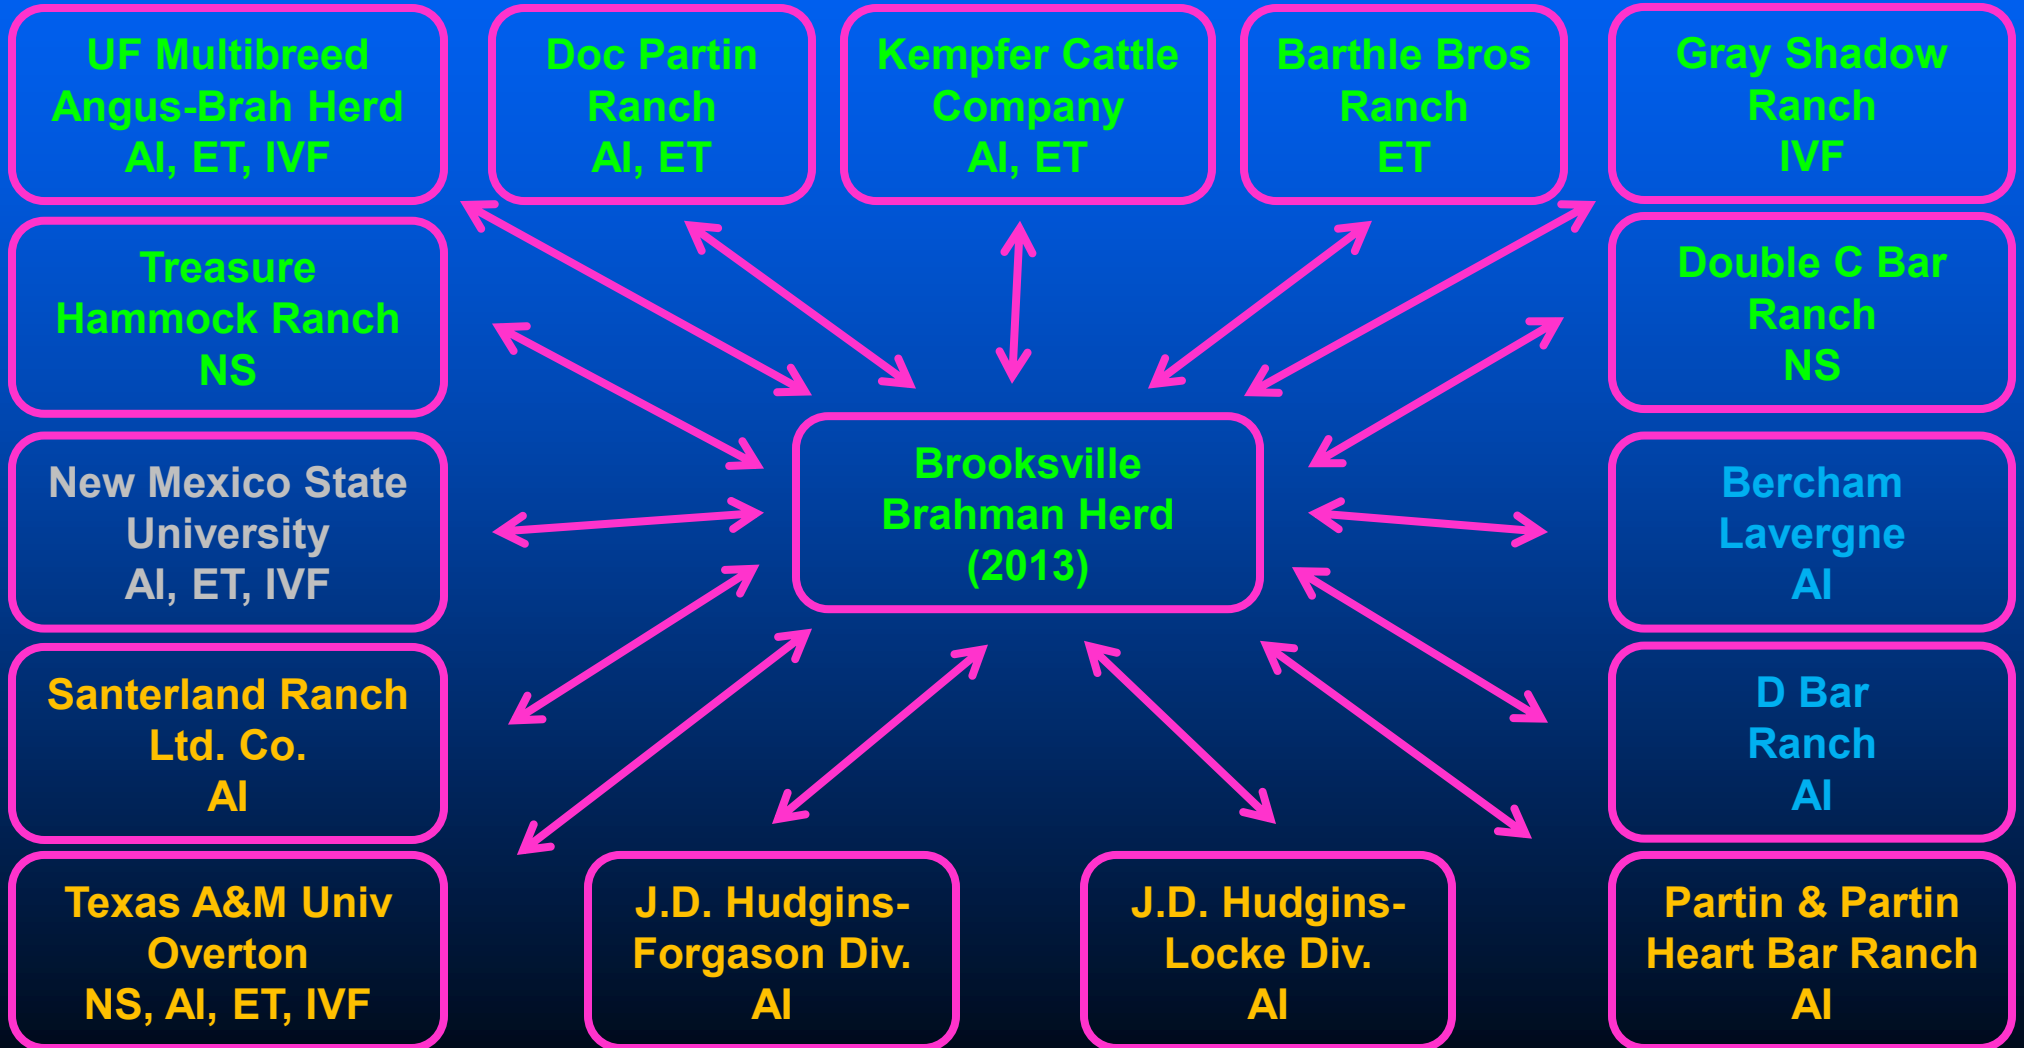 UF Multibreed
Angus-Brah Herd
AI, ET, IVF
Doc Partin
Ranch
AI, ET
Kempfer Cattle
Company
AI, ET
Barthle Bros
Ranch
ET
Gray Shadow
Ranch
IVF
Treasure
Hammock Ranch
NS
Double C Bar
Ranch
NS
New Mexico State
University
AI, ET, IVF
Brooksville
Brahman Herd
(2013)
Bercham
Lavergne
AI
Santerland Ranch
Ltd. Co.
AI
D Bar
Ranch
AI
Texas A&M Univ
Overton
NS, AI, ET, IVF
J.D. Hudgins-
Forgason Div.
AI
J.D. Hudgins-
Locke Div.
AI
Partin & Partin
Heart Bar Ranch
AI